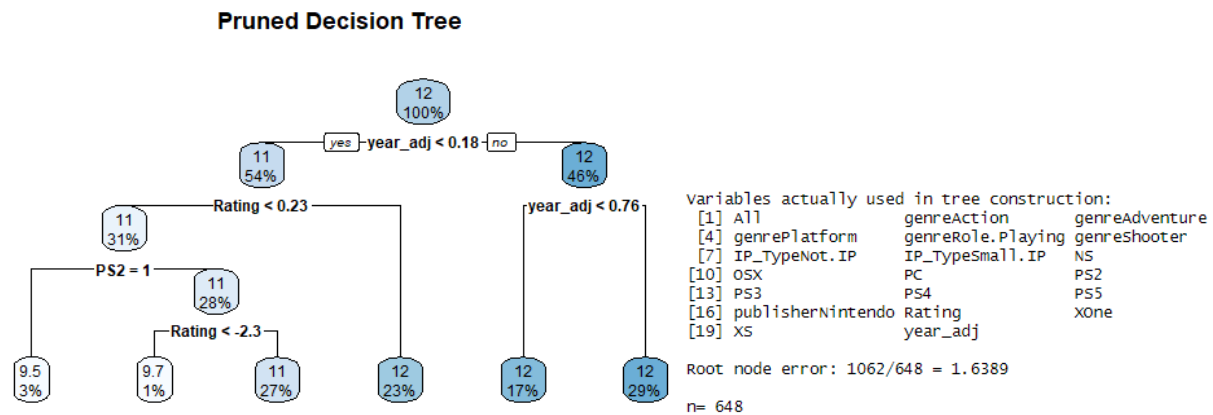 Pruned Decision Tree
12
100%
yes year_adj < 0.18 no
11
54%
12
46%
Rating < 0.23
year_adj < 0.76
11
31%
PS2 = 1
11
28%
Rating < -2.3
9.5
3%
9.7
1%
11
27%
12
23%
12
17%
12
29%
Variables actually used in tree construction:
[1] All genreAction genreAdventure
[4] genrePlatform genreRole.Playing genreShooter
[7] IP_TypeNot.IP IP_TypeSmall.IP NS
[10] OSX PC PS2
[13] PS3 PS4 PS5
[16] publisherNintendo Rating XOne
[19] XS year_adj
Root node error: 1062/648 = 1.6389
n= 648